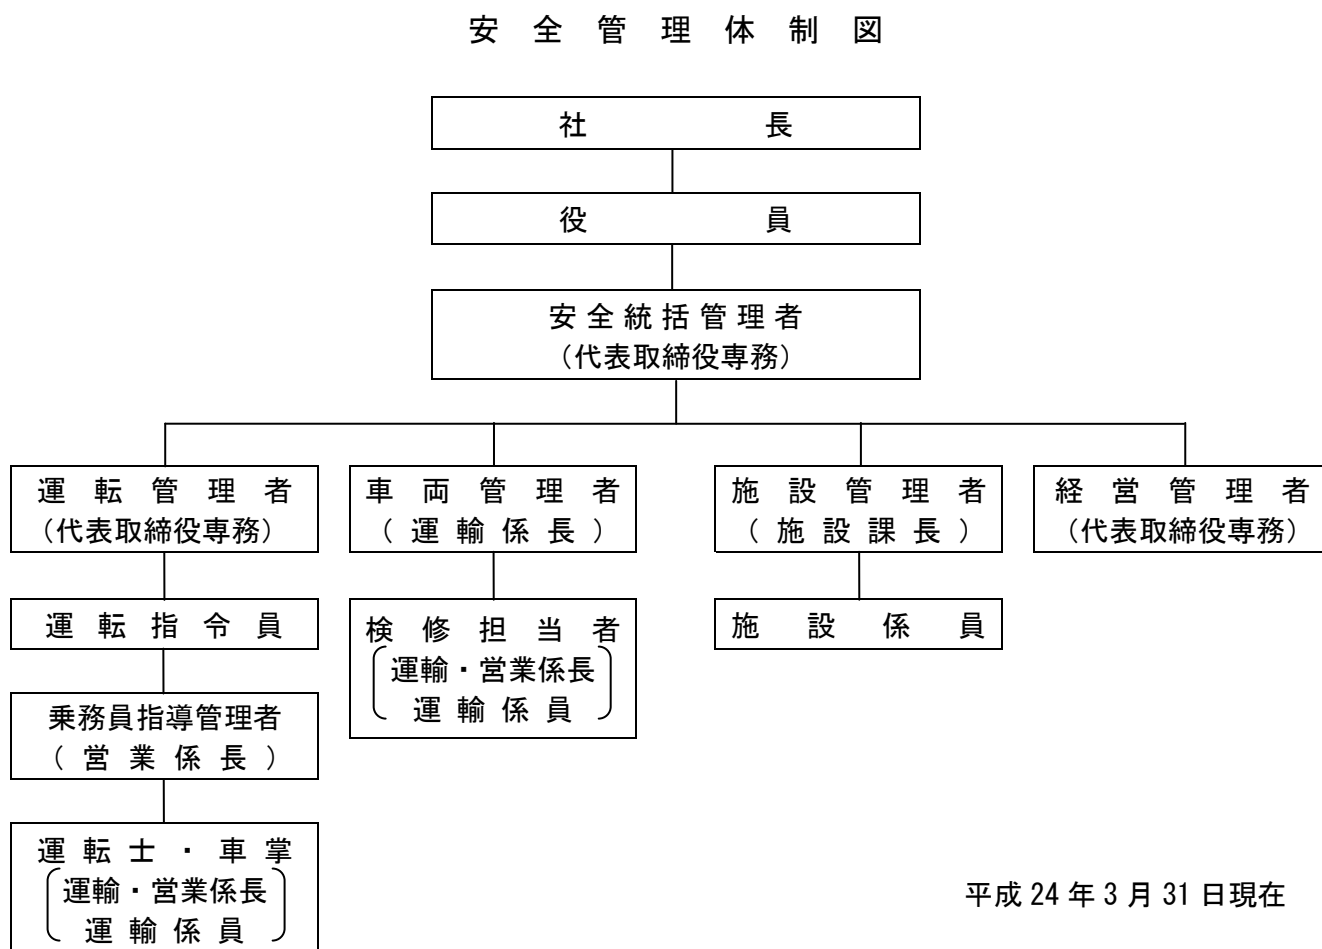 安全管理体制図
社長
役員
安全統括管理者
（代表取締役専務）
運転管理者
（代表取締役専務）
車両管理者
（運輸係長）
施設管理者
（施設課長）
経営管理者
（代表取締役専務）
運転指令員
検修担当者
運輸・営業係長
運輸係員
施設係員
乗務員指導管理者
（営業係長）
運転士・車掌
運輸・営業係長
運輸係員
平成24年3月31日現在